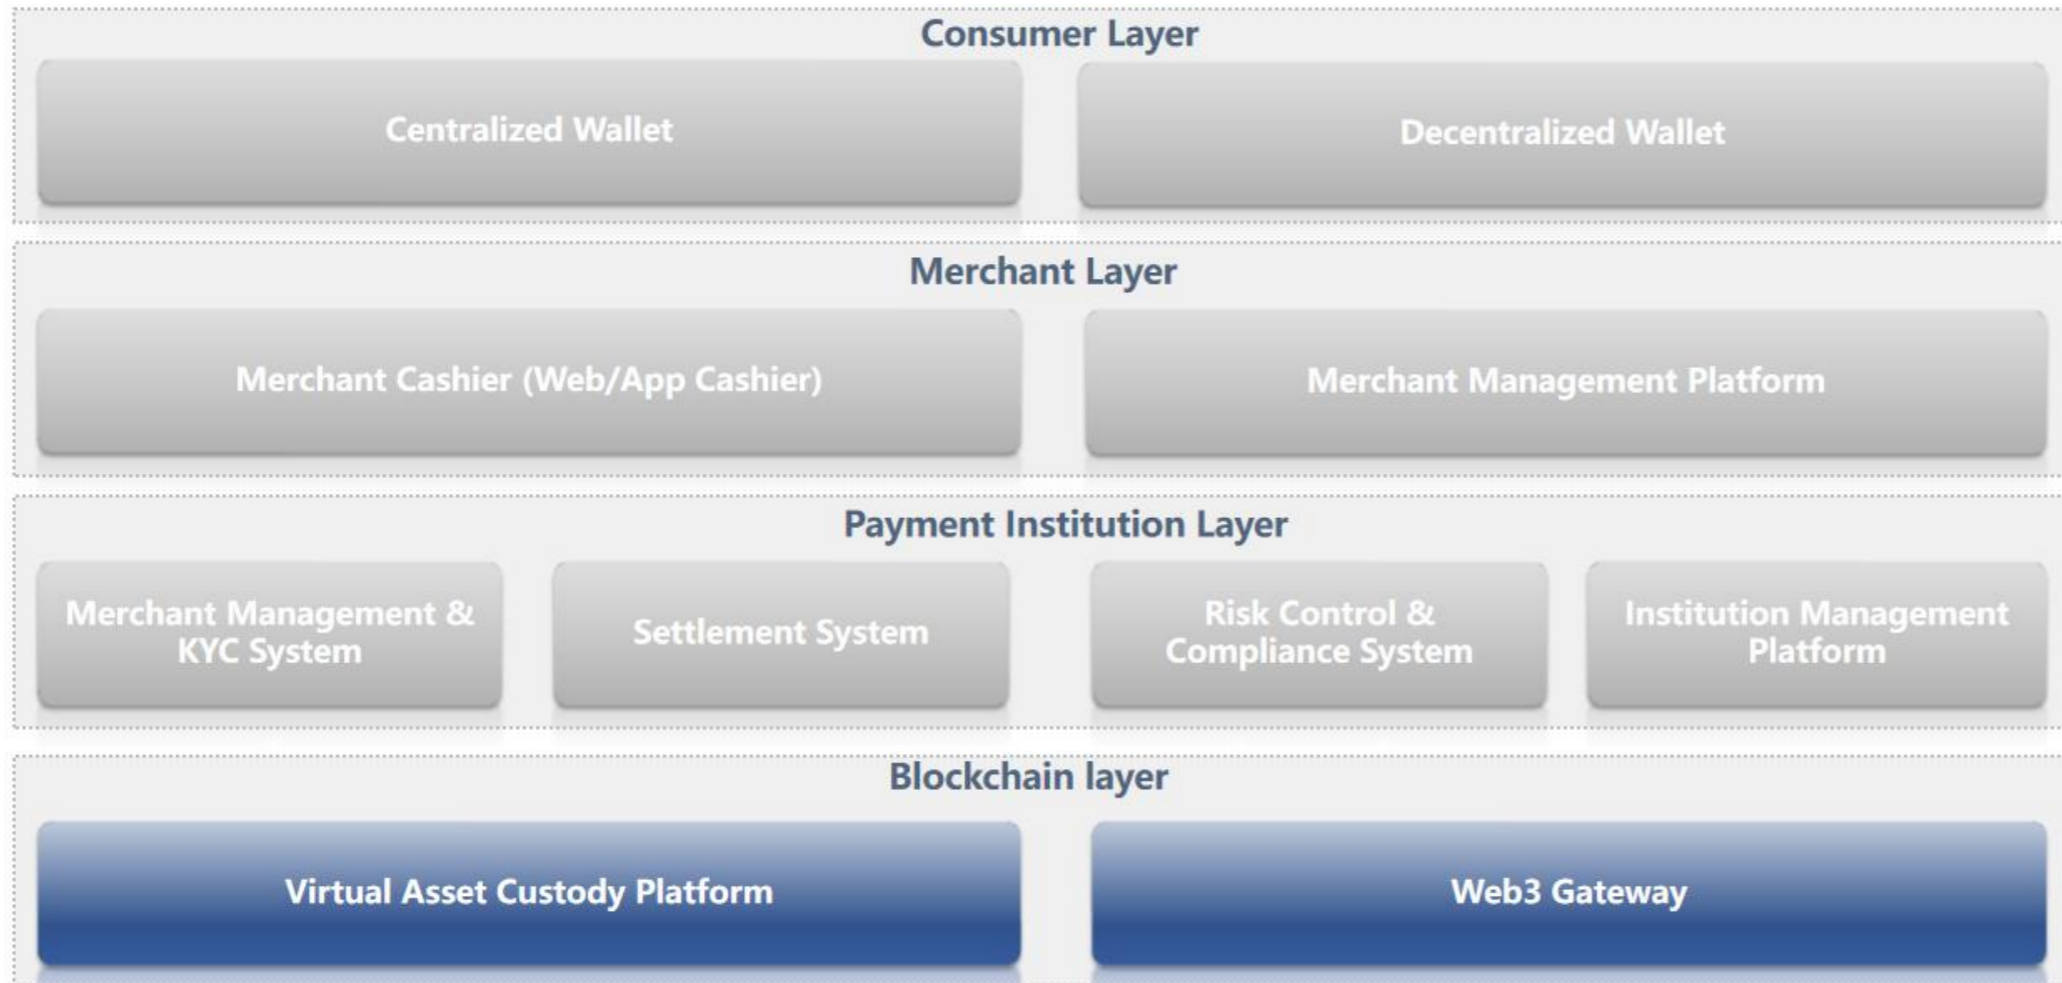 Consumer Layer
Centralized Wallet
Decentralized Wallet
Merchant Layer
Merchant Cashier (Web/App Cashier)
Merchant Management Platform
Payment Institution Layer
Merchant Management &
KYC System
Settlement System
Risk Control &
Compliance System
Institution Management
Platform
Blockchain layer
Virtual Asset Custody Platform
Web3 Gateway